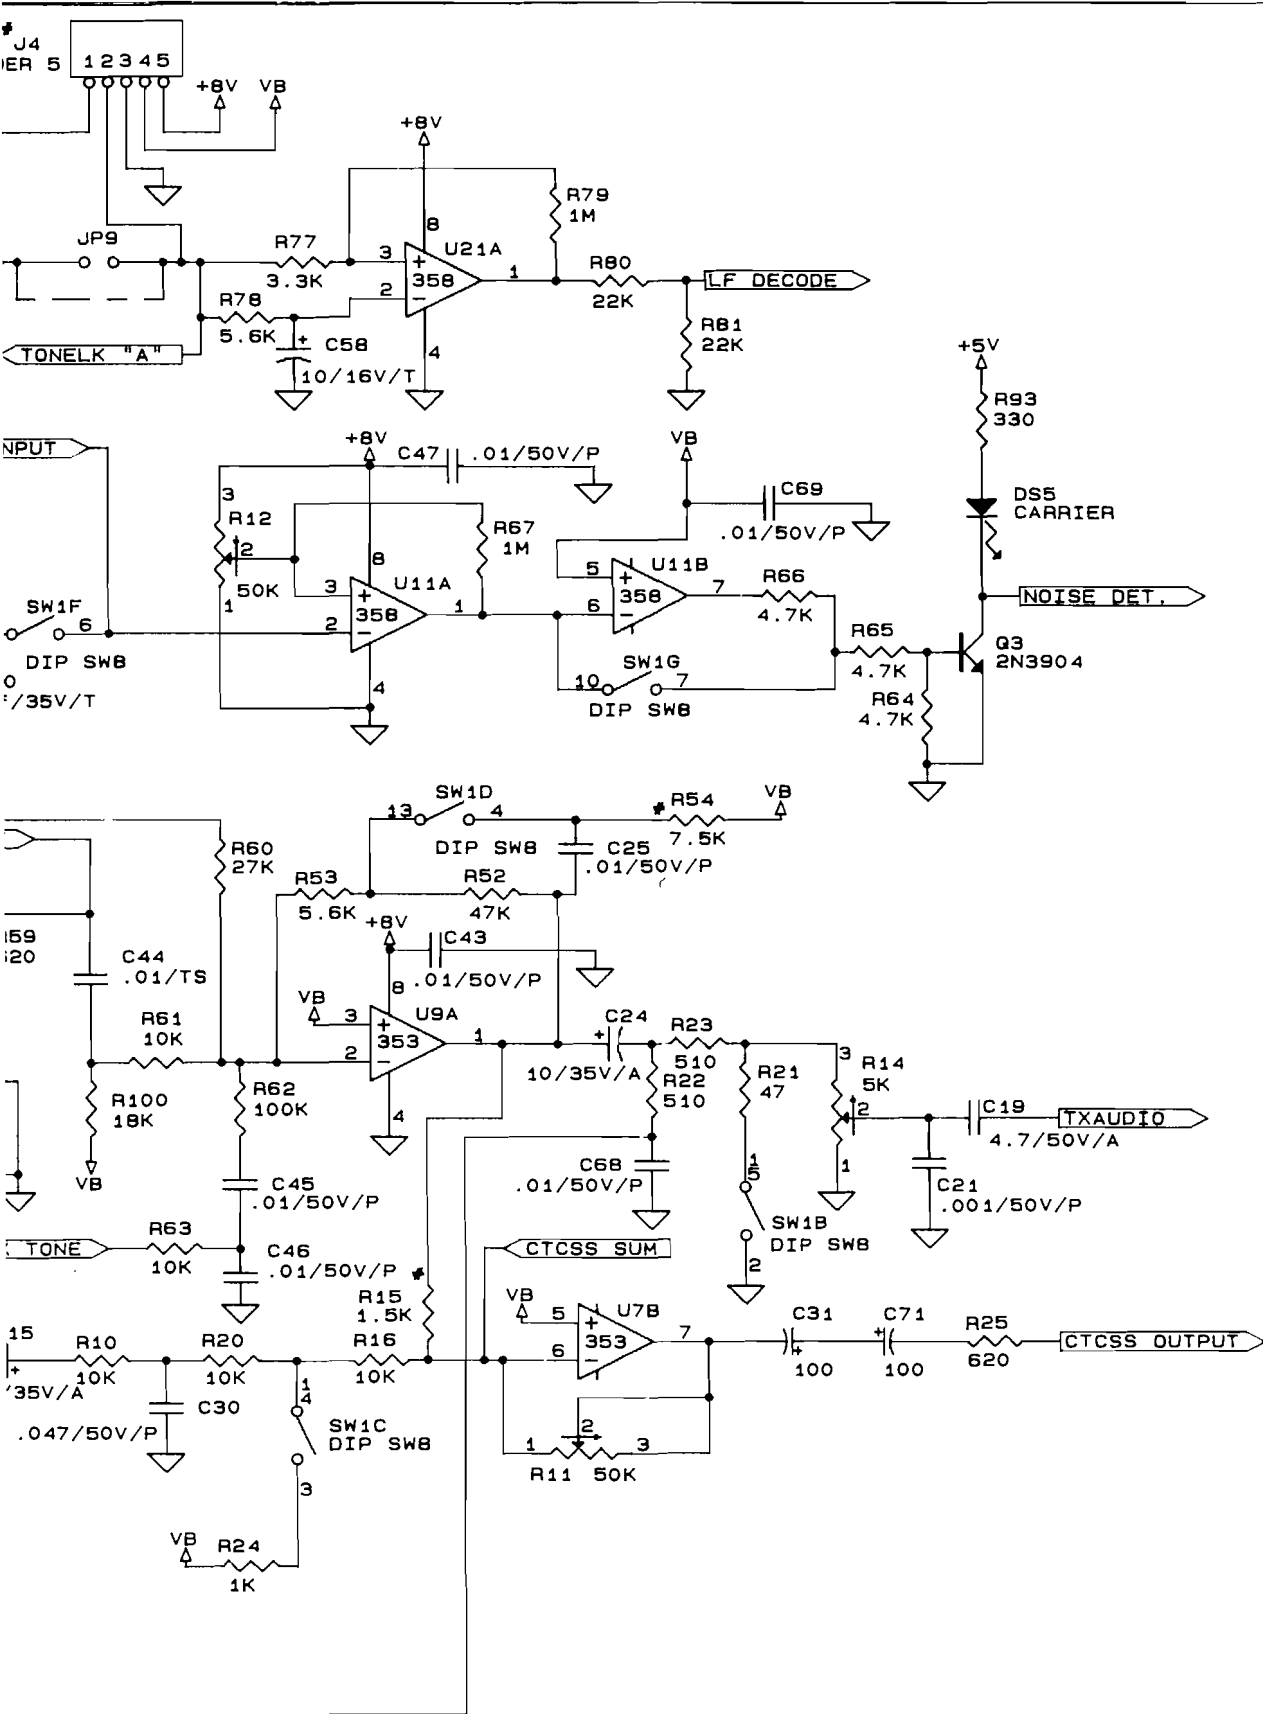 #
J4
DER 5
1 2 3 4 5
+8V
VB
+8V
R79
1M
JP9
R77
3.3K
3
+
8
U21A
358
1
2
-
4
R80
22K
LF DECODE
R78
5.6K
+
C58
10/16V/T
R81
22K
TONELK "A"
+5V
R93
330
NPUT
+8V
C47
.01/50V/P
VB
C69
.01/50V/P
DS5
CARRIER
3
R12
2
50K
1
R67
1M
8
U11A
3
+
358
1
2
-
4
5
+
U11B
358
7
6
-
R66
4.7K
NOISE DET.
SW1F
6
DIP SW8
0
/35V/T
SW1G
10
7
DIP SW8
R65
4.7K
R64
4.7K
Q3
2N3904
SW1D
13
4
DIP SW8
#
R54
7.5K
VB
R60
27K
C25
.01/50V/P
R53
5.6K
R52
47K
59
20
C44
.01/TS
+8V
C43
.01/50V/P
8
U9A
VB
3
+
353
1
2
-
4
R61
10K
+
C24
10/35V/A
R23
510
R22
510
R21
47
3
R14
5K
2
1
R100
18K
VB
R62
100K
C19
4.7/50V/A
TXAUDIO
C45
.01/50V/P
C68
.01/50V/P
1
5
SW1B
DIP SW8
2
C21
.001/50V/P
TONE
R63
10K
C46
.01/50V/P
CTCSS SUM
#
R15
1.5K
VB
5
+
U7B
353
7
6
-
C31
+
100
+
C71
100
R25
620
CTCSS OUTPUT
15
+
/35V/A
R10
10K
R20
10K
R16
10K
C30
.047/50V/P
1
4
SW1C
DIP SW8
3
1
2
3
R11 50K
VB
R24
1K